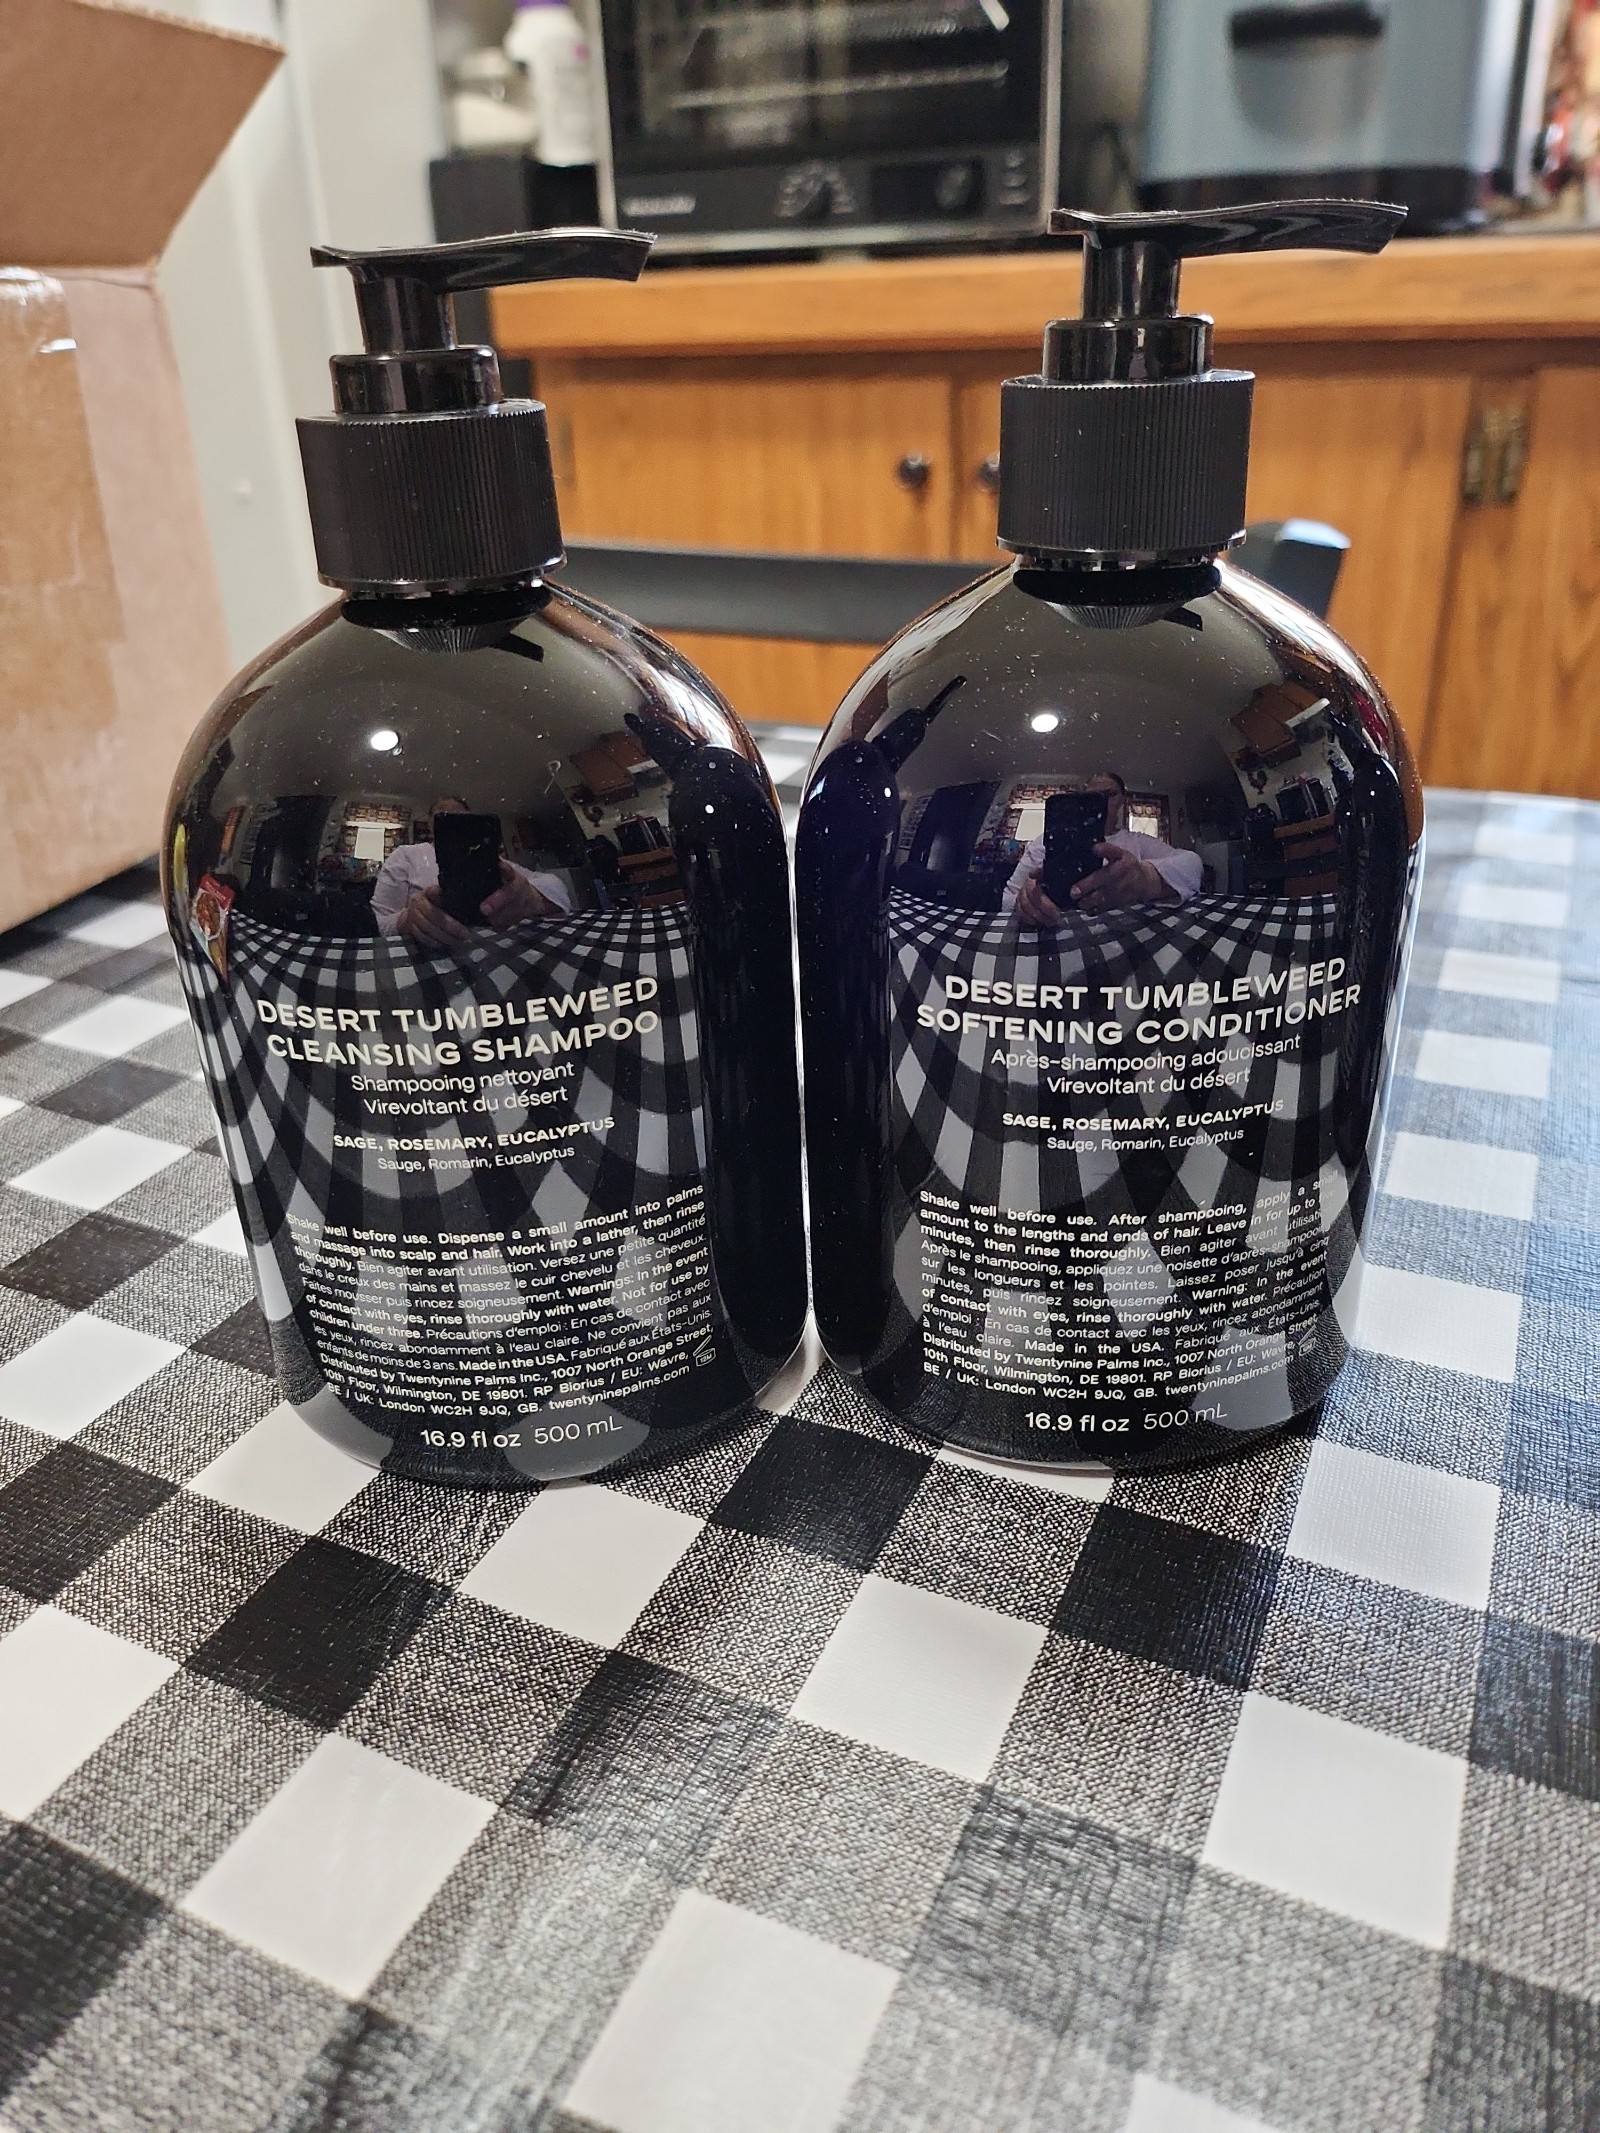 DESERT TUMBLEWEED
CLEANSING SHAMPOO
Shampooing nettoyant
Virevoltant du désert
SAGE, ROSEMARY, EUCALYPTUS
Sauge, Romarin, Eucalyptus
Shake well before use. Dispense a small amount into palms
and massage into scalp and hair. Work into a lather, then rinse
thoroughly. Bien agiter avant utilisation. Versez une petite quantité
dans le creux des mains et massez le cuir chevelu et les cheveux.
Faites mousser puis rincez soigneusement. Warnings: In the event
of contact with eyes, rinse thoroughly with water. Not for use by
children under three. Précautions d'emploi : En cas de contact avec
les yeux, rincez abondamment à l'eau claire. Ne convient pas aux
enfants de moins de 3 ans. Made in the USA. Fabriqué aux États-Unis.
Distributed by Twentynine Palms Inc., 1007 North Orange Street,
10th Floor, Wilmington, DE 19801. RP Biorius / EU: Wavre,
BE / UK: London WC2H 9JQ, GB. twentyninepalms.com
12M
16.9 fl oz 500 mL
DESERT TUMBLEWEED
SOFTENING CONDITIONER
Après-shampooing adoucissant
Virevoltant du désert
SAGE, ROSEMARY, EUCALYPTUS
Sauge, Romarin, Eucalyptus
Shake well before use. After shampooing, apply a small
amount to the lengths and ends of hair. Leave in for up to
minutes, then rinse thoroughly. Bien agiter avant utilisation.
Après le shampooing, appliquez une noisette d'après-shampooing
sur les longueurs et les pointes. Laissez poser jusqu'à cinq
minutes, puis rincez soigneusement. Warning: In the event
of contact with eyes, rinse thoroughly with water. Précaution
d'emploi : En cas de contact avec les yeux, rincez abondamment
à l'eau claire. Made in the USA. Fabriqué aux États-Unis.
Distributed by Twentynine Palms Inc., 1007 North Orange Street,
10th Floor, Wilmington, DE 19801. RP Biorius / EU: Wavre,
BE / UK: London WC2H 9JQ, GB. twentyninepalms.com
16.9 fl oz 500 mL